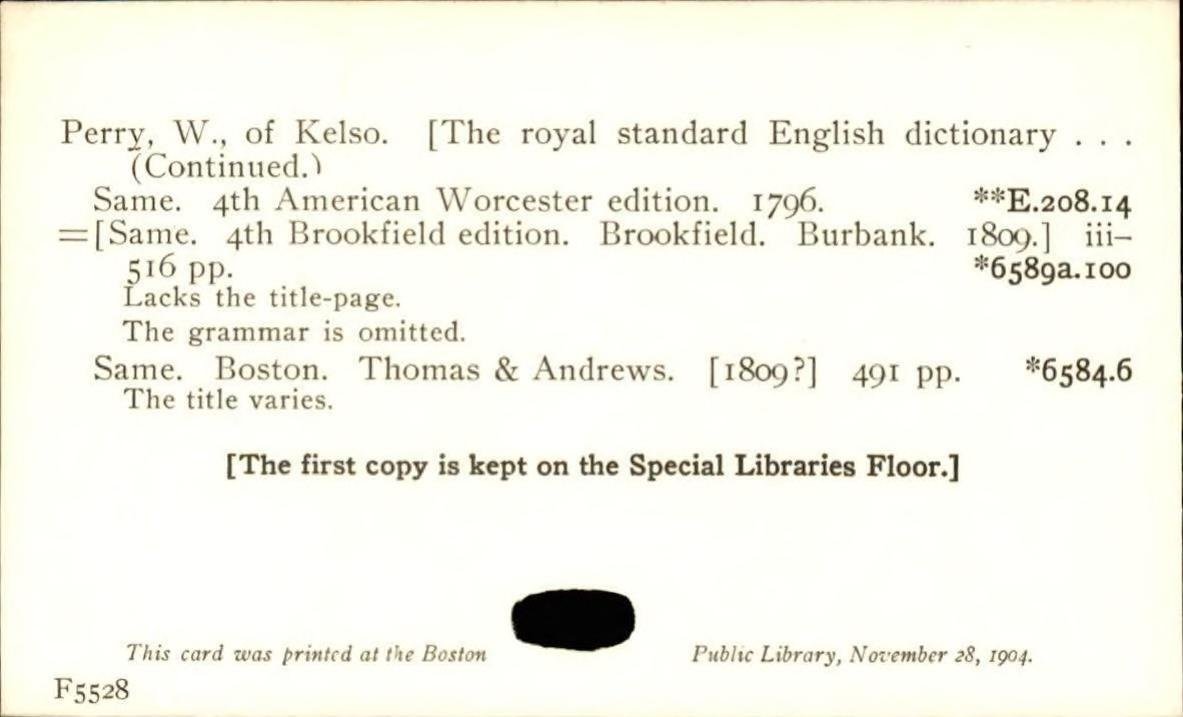 Perry, W., of Kelso. [The royal standard English dictionary . . .
(Continued.)
Same. 4th American Worcester edition. 1796. **E.208.14
=[Same. 4th Brookfield edition. Brookfield. Burbank. 1809.] iii–
516 pp. *6589a.100
Lacks the title-page.
The grammar is omitted.
Same. Boston. Thomas & Andrews. [1809?] 491 pp. *6584.6
The title varies.
[The first copy is kept on the Special Libraries Floor.]
This card was printed at the Boston Public Library, November 28, 1904.
F5528